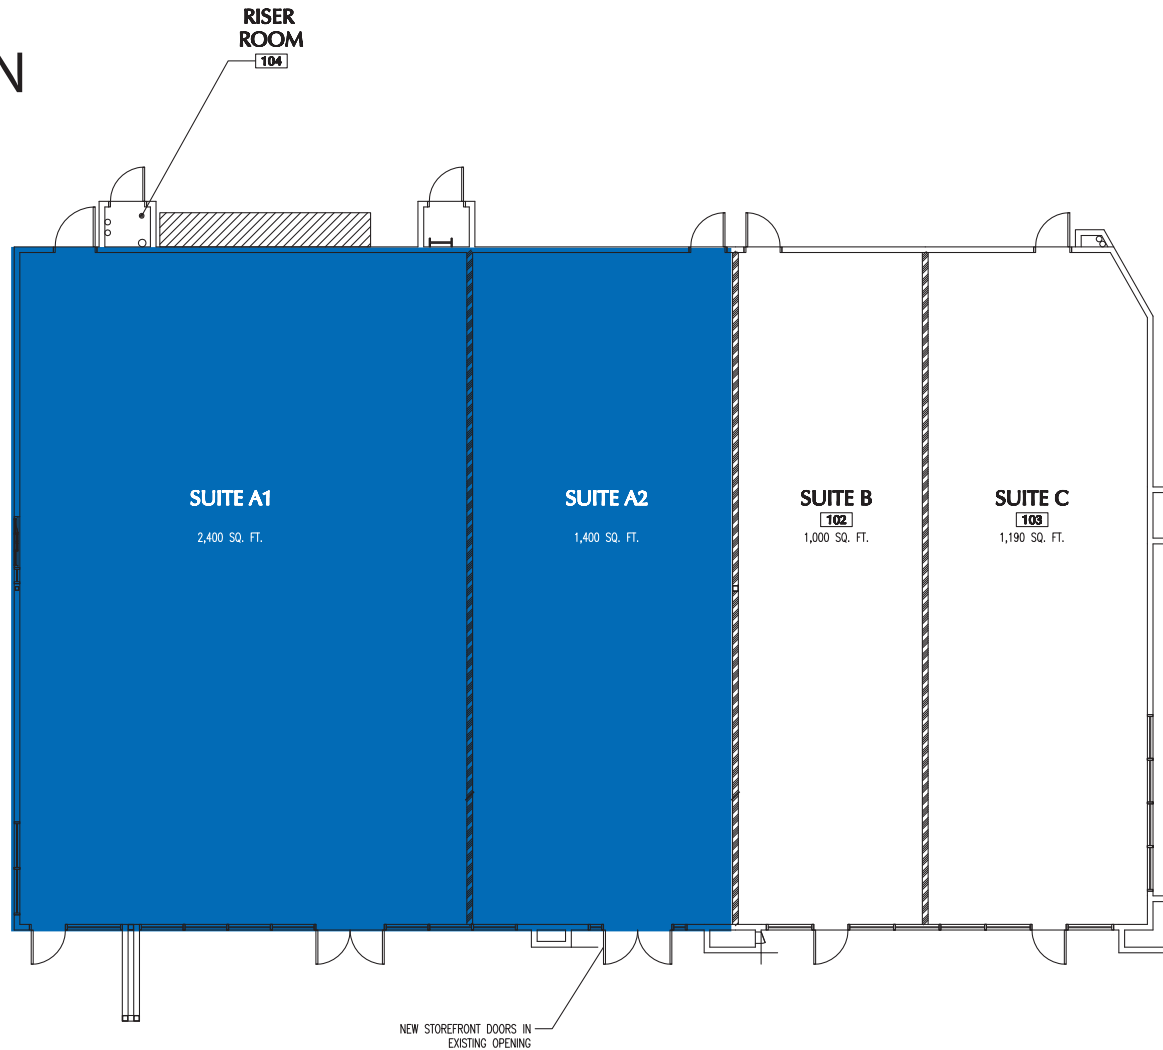 RISER
ROOM
104
N
SUITE A1
2,400 SQ. FT.
SUITE A2
1,400 SQ. FT.
SUITE B
102
1,000 SQ. FT.
SUITE C
103
1,190 SQ. FT.
NEW STOREFRONT DOORS IN
EXISTING OPENING